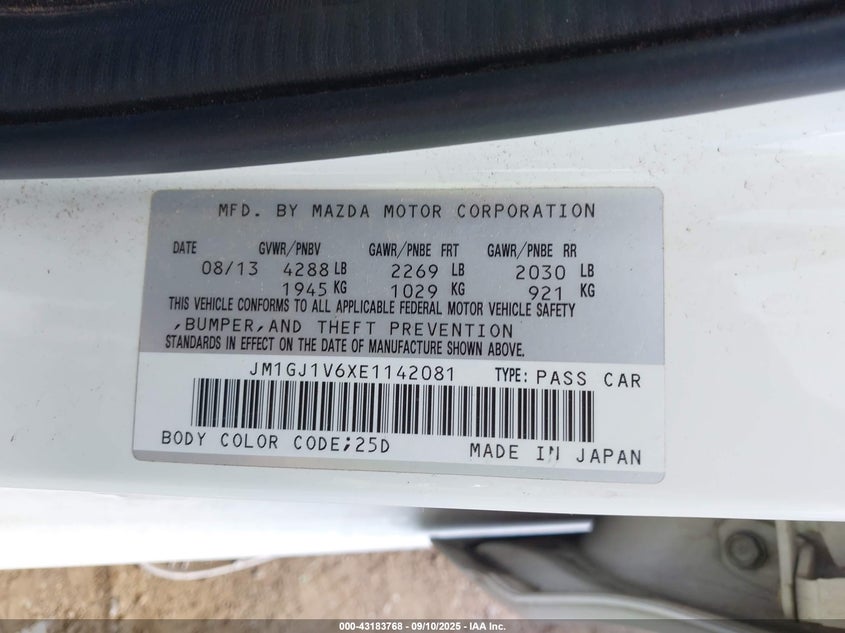 MFD. BY MAZDA MOTOR CORPORATION
DATE GVWR/PNBV GAWR/PNBE FRT GAWR/PNBE RR
08/13 4288 LB 2269 LB 2030 LB
1945 KG 1029 KG 921 KG
THIS VEHICLE CONFORMS TO ALL APPLICABLE FEDERAL MOTOR VEHICLE SAFETY
,BUMPER,AND THEFT PREVENTION
STANDARDS IN EFFECT ON THE DATE OF MANUFACTURE SHOWN ABOVE.
JM1GJ1V6XE1142081 TYPE: PASS CAR
BODY COLOR CODE;25D MADE IN JAPAN
000-43183768 - 09/10/2025 - IAA Inc.